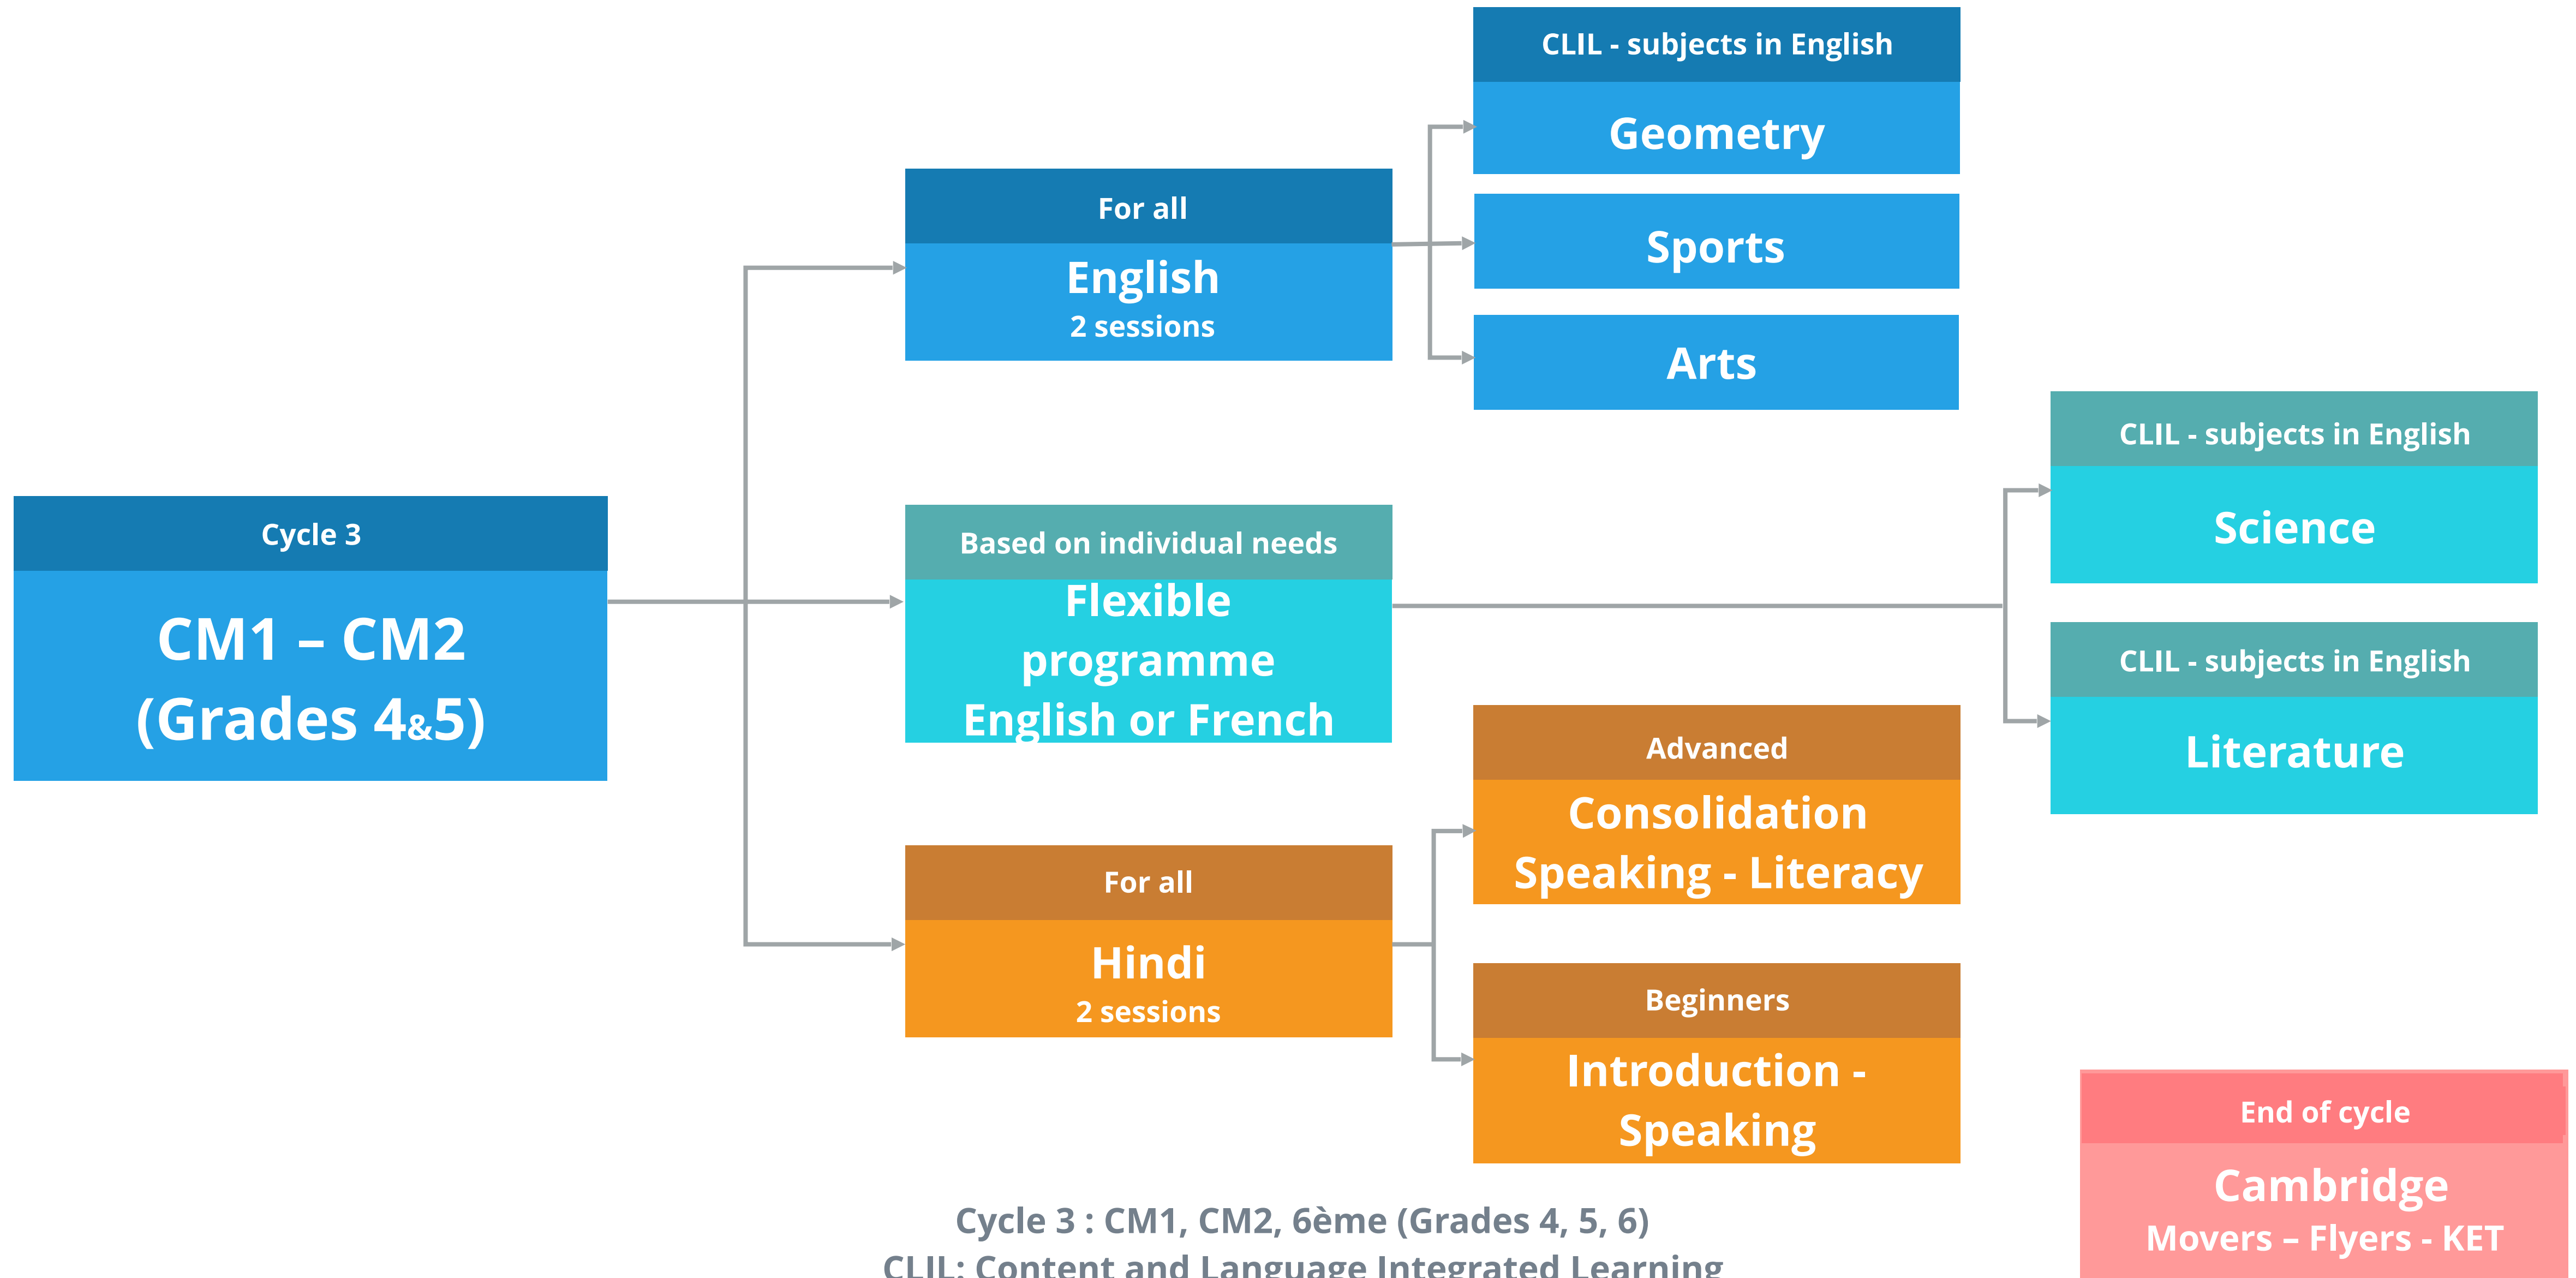 CLIL - subjects in English
Geometry
Sports
Arts
For all
English
2 sessions
Cycle 3
CM1 – CM2
(Grades 4&5)
Based on individual needs
Flexible
programme
English or French
CLIL - subjects in English
Science
CLIL - subjects in English
Literature
For all
Hindi
2 sessions
Advanced
Consolidation
Speaking - Literacy
Beginners
Introduction -
Speaking
End of cycle
Cambridge
Movers – Flyers - KET
Cycle 3 : CM1, CM2, 6ème (Grades 4, 5, 6)
CLIL: Content and Language Integrated Learning